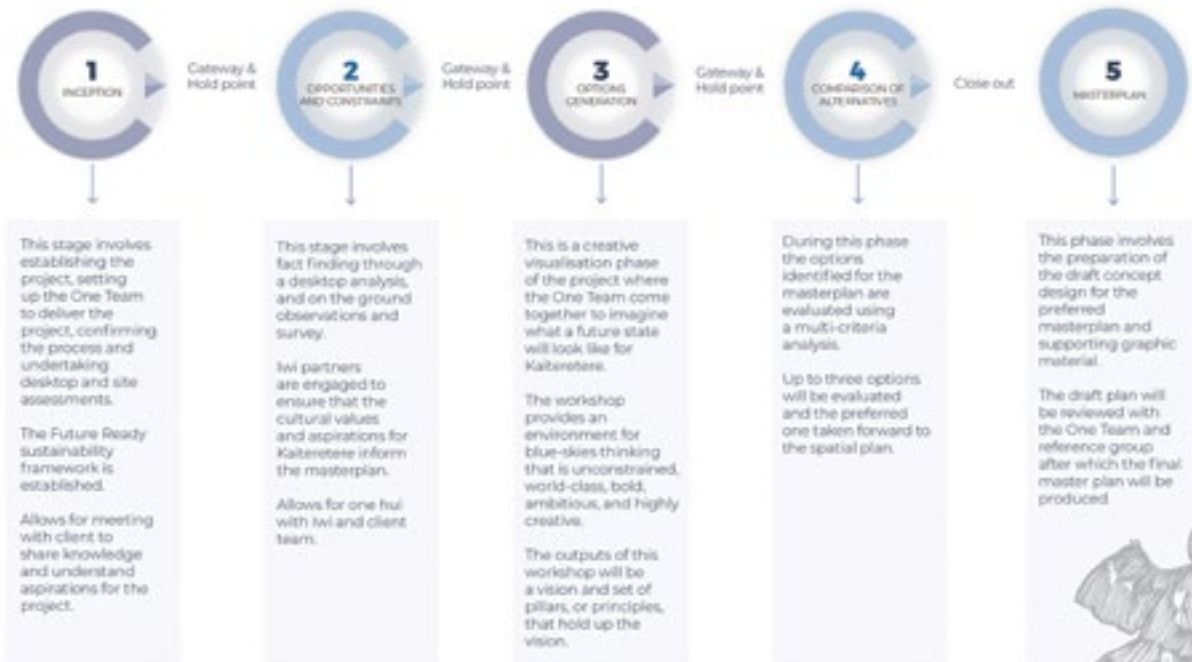 1
INCEPTION
Gateway &
Hold point
2
OPPORTUNITIES
AND CONSTRAINTS
Gateway &
Hold point
3
OPTIONS
GENERATION
Gateway &
Hold point
4
COMPARISON OF
ALTERNATIVES
Close out
5
MASTERPLAN
This stage involves
establishing the
project, setting
up the One Team
to deliver the
project, confirming
the process and
undertaking
desktop and site
assessments.
The Future Ready
sustainability
framework is
established.
Allows for meeting
with client to
share knowledge
and understand
aspirations for the
project.
This stage involves
fact finding through
a desktop analysis,
and on the ground
observations and
survey.
Iwi partners
are engaged to
ensure that the
cultural values
and aspirations for
Kaiteretere inform
the masterplan.
Allows for one hui
with Iwi and client
team.
This is a creative
visualisation phase
of the project where
the One Team come
together to imagine
what a future state
will look like for
Kaiteretere.
The workshop
provides an
environment for
blue-skies thinking
that is unconstrained,
world-class, bold,
ambitious, and highly
creative.
The outputs of this
workshop will be
a vision and set of
pillars, or principles,
that hold up the
vision.
During this phase
the options
identified for the
masterplan are
evaluated using
a multi-criteria
analysis.
Up to three options
will be evaluated
and the preferred
one taken forward to
the spatial plan.
This phase involves
the preparation of
the draft concept
design for the
preferred
masterplan and
supporting graphic
material.
The draft plan will
be reviewed with
the One Team and
reference group
after which the final
master plan will be
produced.